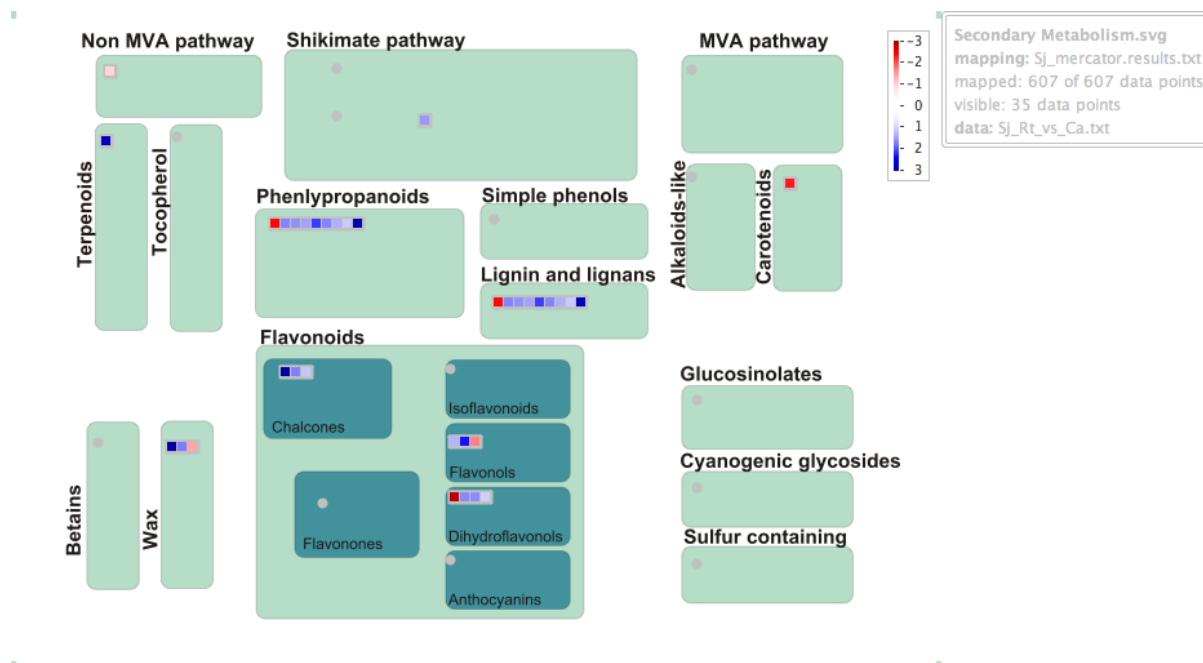 Non MVA pathway
Shikimate pathway
MVA pathway
-3
-2
-1
0
1
2
3
Secondary Metabolism.svg
mapping: Sj_mercator.results.txt
mapped: 607 of 607 data points
visible: 35 data points
data: Sj_Rt_vs_Ca.txt
Terpenoids
Tocopherol
Phenlypropanoids
Simple phenols
Lignin and lignans
Alkaloids-like
Carotenoids
Flavonoids
Chalcones
Isoflavonoids
Flavonols
Flavonones
Dihydroflavonols
Anthocyanins
Betains
Wax
Glucosinolates
Cyanogenic glycosides
Sulfur containing